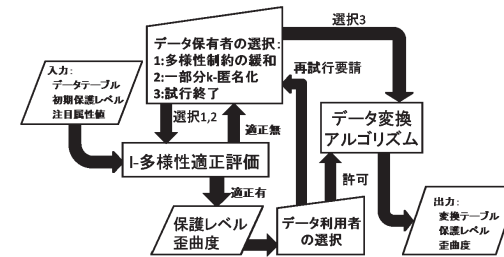 選択3
データ保有者の選択:
1:多様性制約の緩和
2:一部分k-匿名化
3:試行終了
入力:
データテーブル
初期保護レベル
注目属性値
再試行要請
選択1,2
適正無
データ変換
アルゴリズム
l-多様性適正評価
適正有
許可
保護レベル
歪曲度
データ利用者
の選択
出力:
変換テーブル
保護レベル
歪曲度